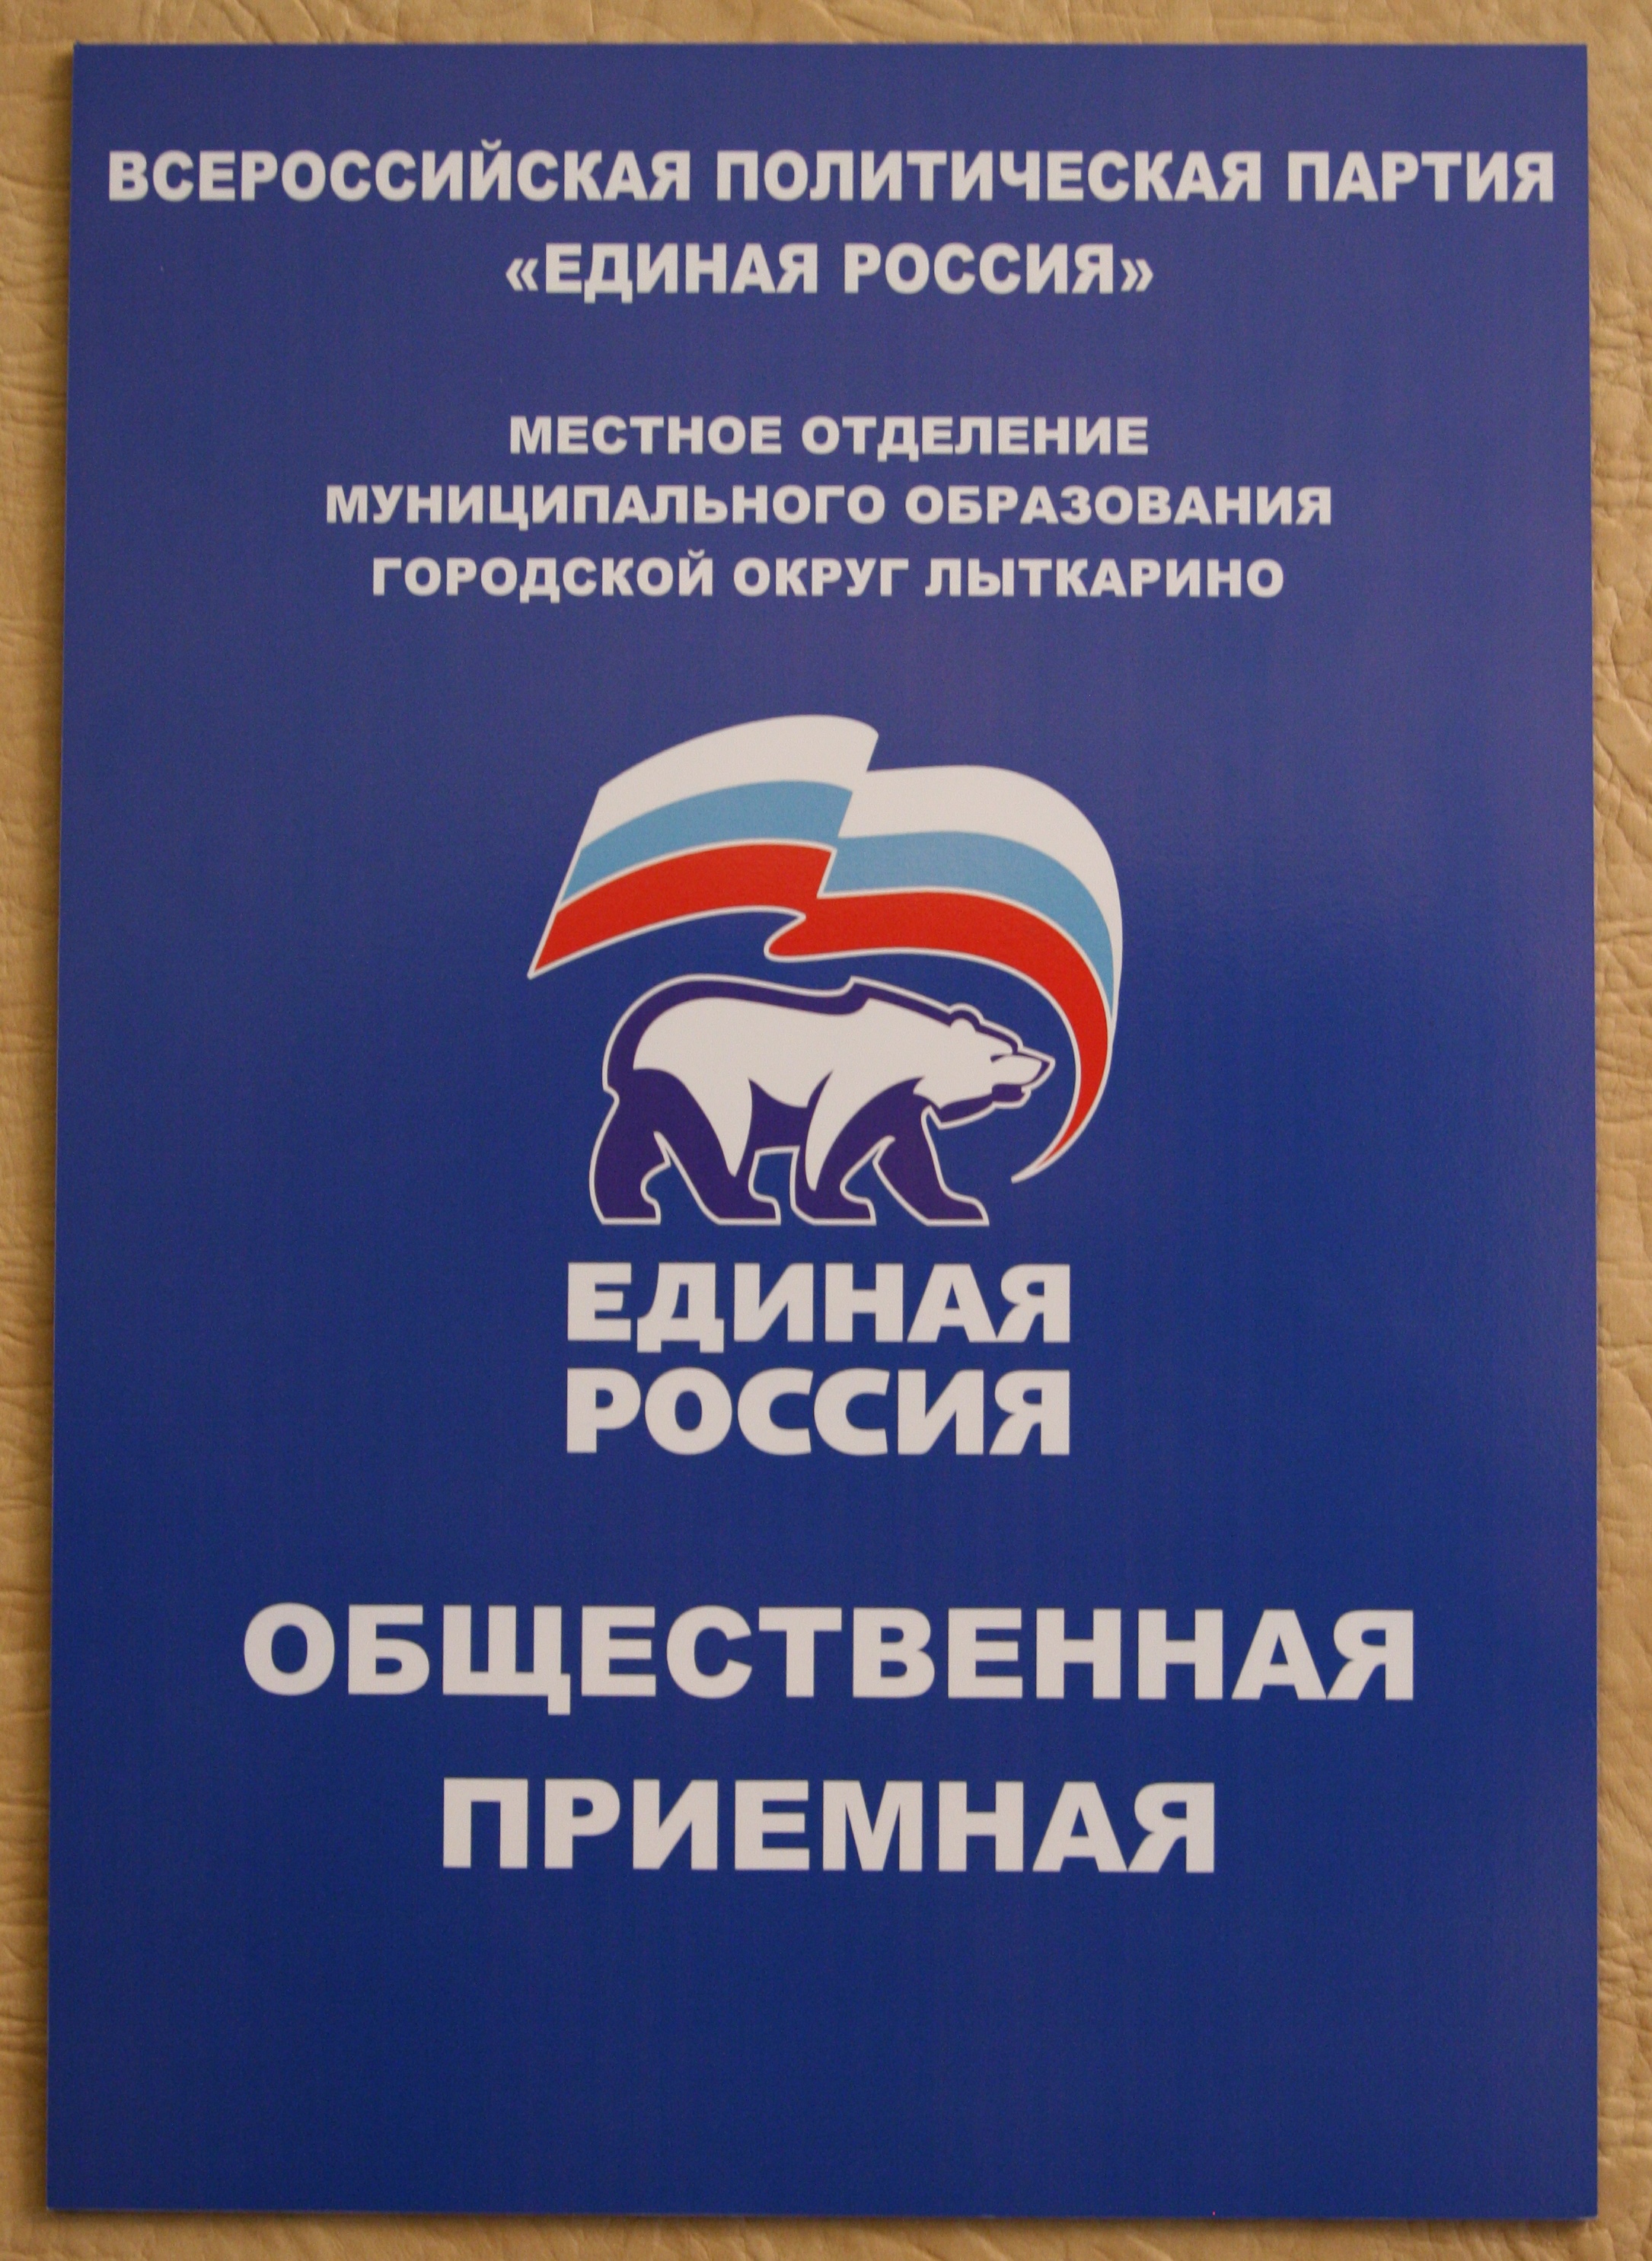 ВСЕРОССИЙСКАЯ ПОЛИТИЧЕСКАЯ ПАРТИЯ
«ЕДИНАЯ РОССИЯ»
МЕСТНОЕ ОТДЕЛЕНИЕ
МУНИЦИПАЛЬНОГО ОБРАЗОВАНИЯ
ГОРОДСКОЙ ОКРУГ ЛЫТКАРИНО
ЕДИНАЯ
РОССИЯ
ОБЩЕСТВЕННАЯ
ПРИЕМНАЯ